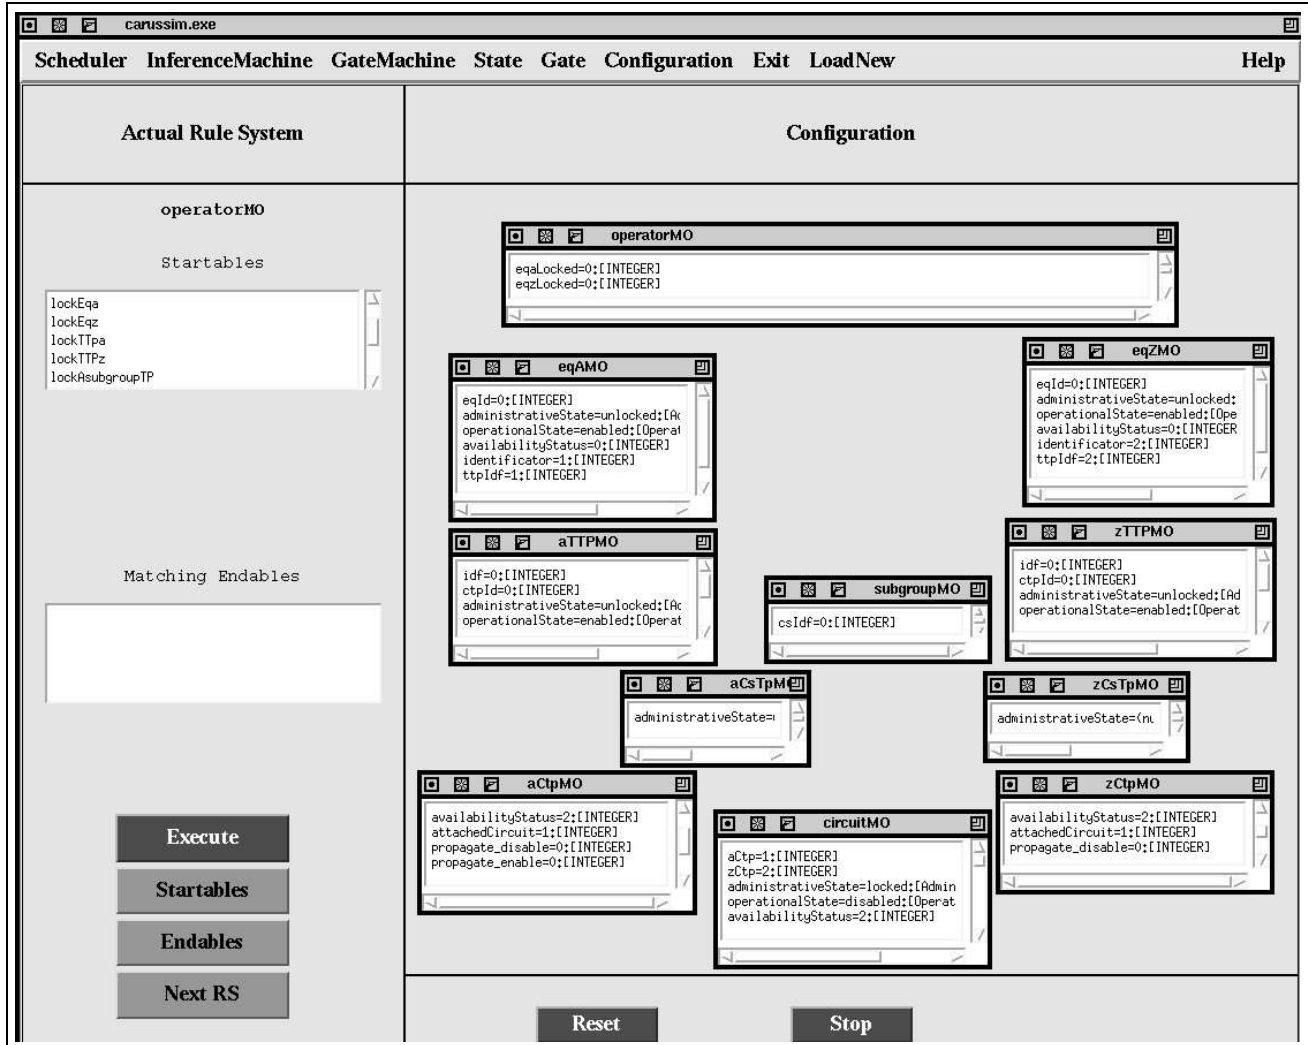 carussim.exe
Scheduler InferenceMachine GateMachine State Gate Configuration Exit LoadNew Help
Actual Rule System
Configuration
operatorMO
Startables
lockEqa
lockEqz
lockTTpa
lockTTPz
lockAsubgroupTP
Matching Endables
Execute
Startables
Endables
Next RS
operatorMO
eqaLocked=0:[INTEGER]
eqzLocked=0:[INTEGER]
eqAMO
eqId=0:[INTEGER]
administrativeState=unlocked:[Ac
operationalState=enabled:[Operat
availabilityStatus=0:[INTEGER]
identificator=1:[INTEGER]
ttpIdf=1:[INTEGER]
eqZMO
eqId=0:[INTEGER]
administrativeState=unlocked:
operationalState=enabled:[Ope
availabilityStatus=0:[INTEGER
identificator=2:[INTEGER]
ttpIdf=2:[INTEGER]
aTTPMO
idf=0:[INTEGER]
ctpId=0:[INTEGER]
administrativeState=unlocked:[Ac
operationalState=enabled:[Operat
subgroupMO
csIdf=0:[INTEGER]
zTTPMO
idf=0:[INTEGER]
ctpId=0:[INTEGER]
administrativeState=unlocked:[Ad
operationalState=enabled:[Operat
aCsTpM
administrativeState=
zCsTpMO
administrativeState=(nu
aCtpMO
availabilityStatus=2:[INTEGER]
attachedCircuit=1:[INTEGER]
propagate_disable=0:[INTEGER]
propagate_enable=0:[INTEGER]
circuitMO
aCtp=1:[INTEGER]
zCtp=2:[INTEGER]
administrativeState=locked:[Admin
operationalState=disabled:[Operat
availabilityStatus=2:[INTEGER]
zCtpMO
availabilityStatus=2:[INTEGER]
attachedCircuit=1:[INTEGER]
propagate_disable=0:[INTEGER]
Reset
Stop